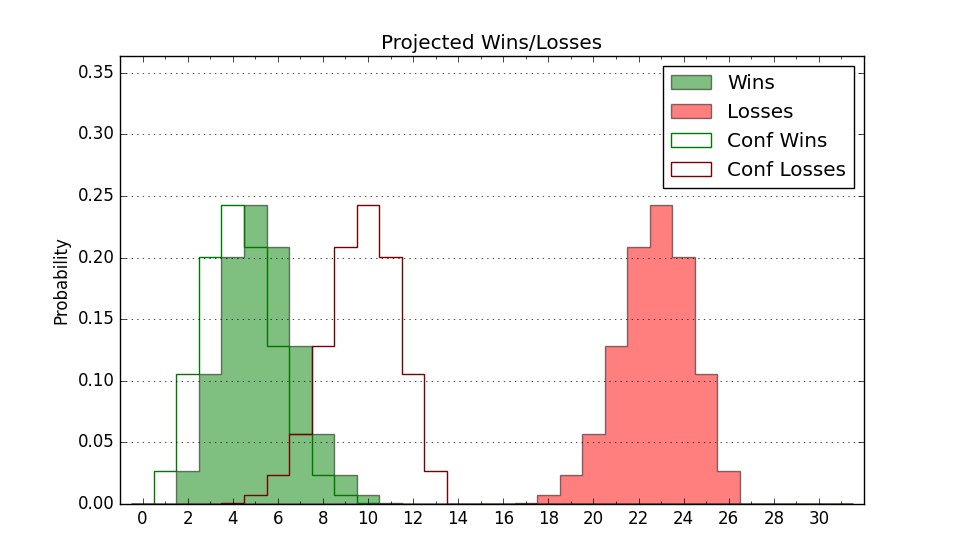 Projected Wins/Losses
0.35
0.30
0.25
0.20
0.15
0.10
0.05
0.00
Probability
Wins
Losses
Conf Wins
Conf Losses
0 2 4 6 8 10 12 14 16 18 20 22 24 26 28 30